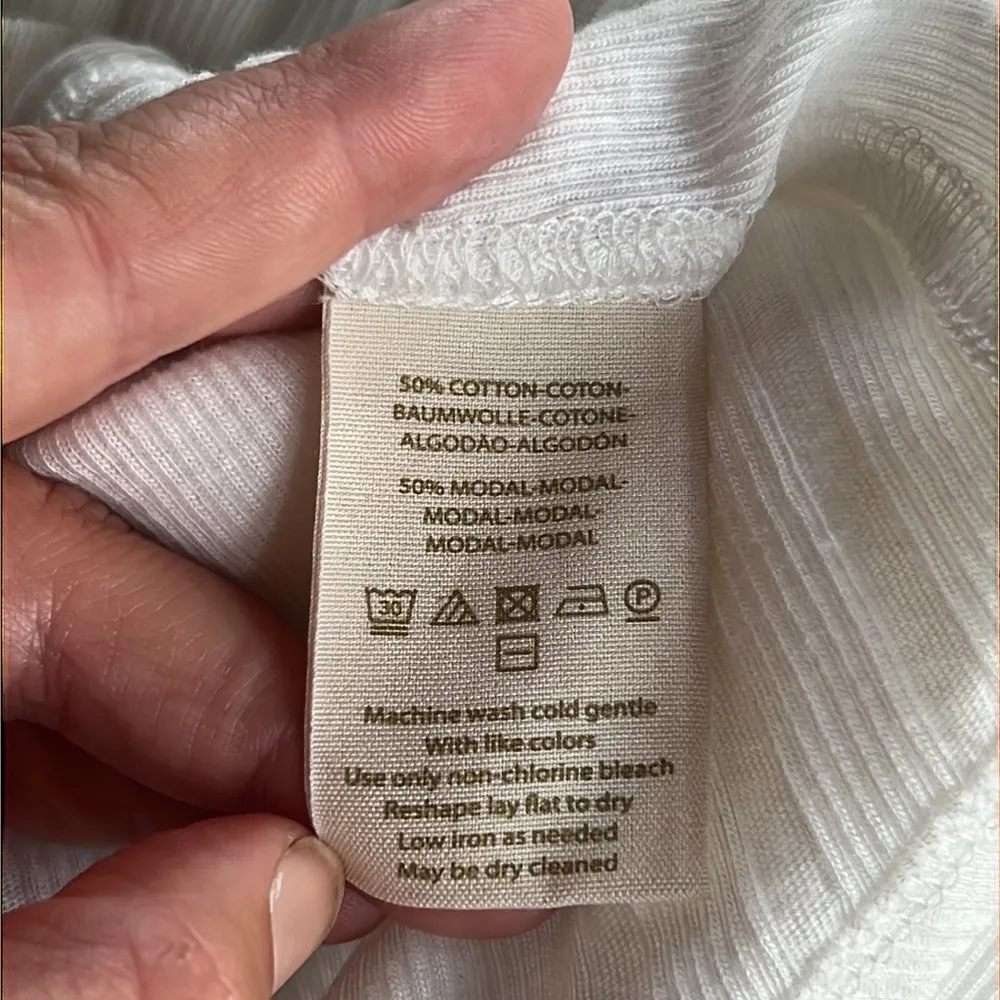 50% COTTON-COTON-
BAUMWOLLE-COTONE-
ALGODÃO-ALGODÓN
50% MODAL-MODAL-
MODAL-MODAL-
MODAL-MODAL
30 P
Machine wash cold gentle
With like colors
Use only non-chlorine bleach
Reshape lay flat to dry
Low iron as needed
May be dry cleaned